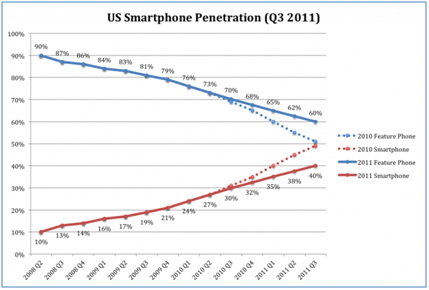 US Smartphone Penetration (Q3 2011)
100%
90%
80%
70%
60%
50%
40%
30%
20%
10%
0%
90% 87% 86% 84% 83% 81% 79% 76% 73% 70% 68% 65% 62% 60%
10% 13% 14% 16% 17% 19% 21% 24% 27% 30% 32% 35% 38% 40%
2008 Q2 2008 Q3 2008 Q4 2009 Q1 2009 Q2 2009 Q3 2009 Q4 2010 Q1 2010 Q2 2010 Q3 2010 Q4 2011 Q1 2011 Q2 2011 Q3
2010 Feature Phone
2010 Smartphone
2011 Feature Phone
2011 Smartphone